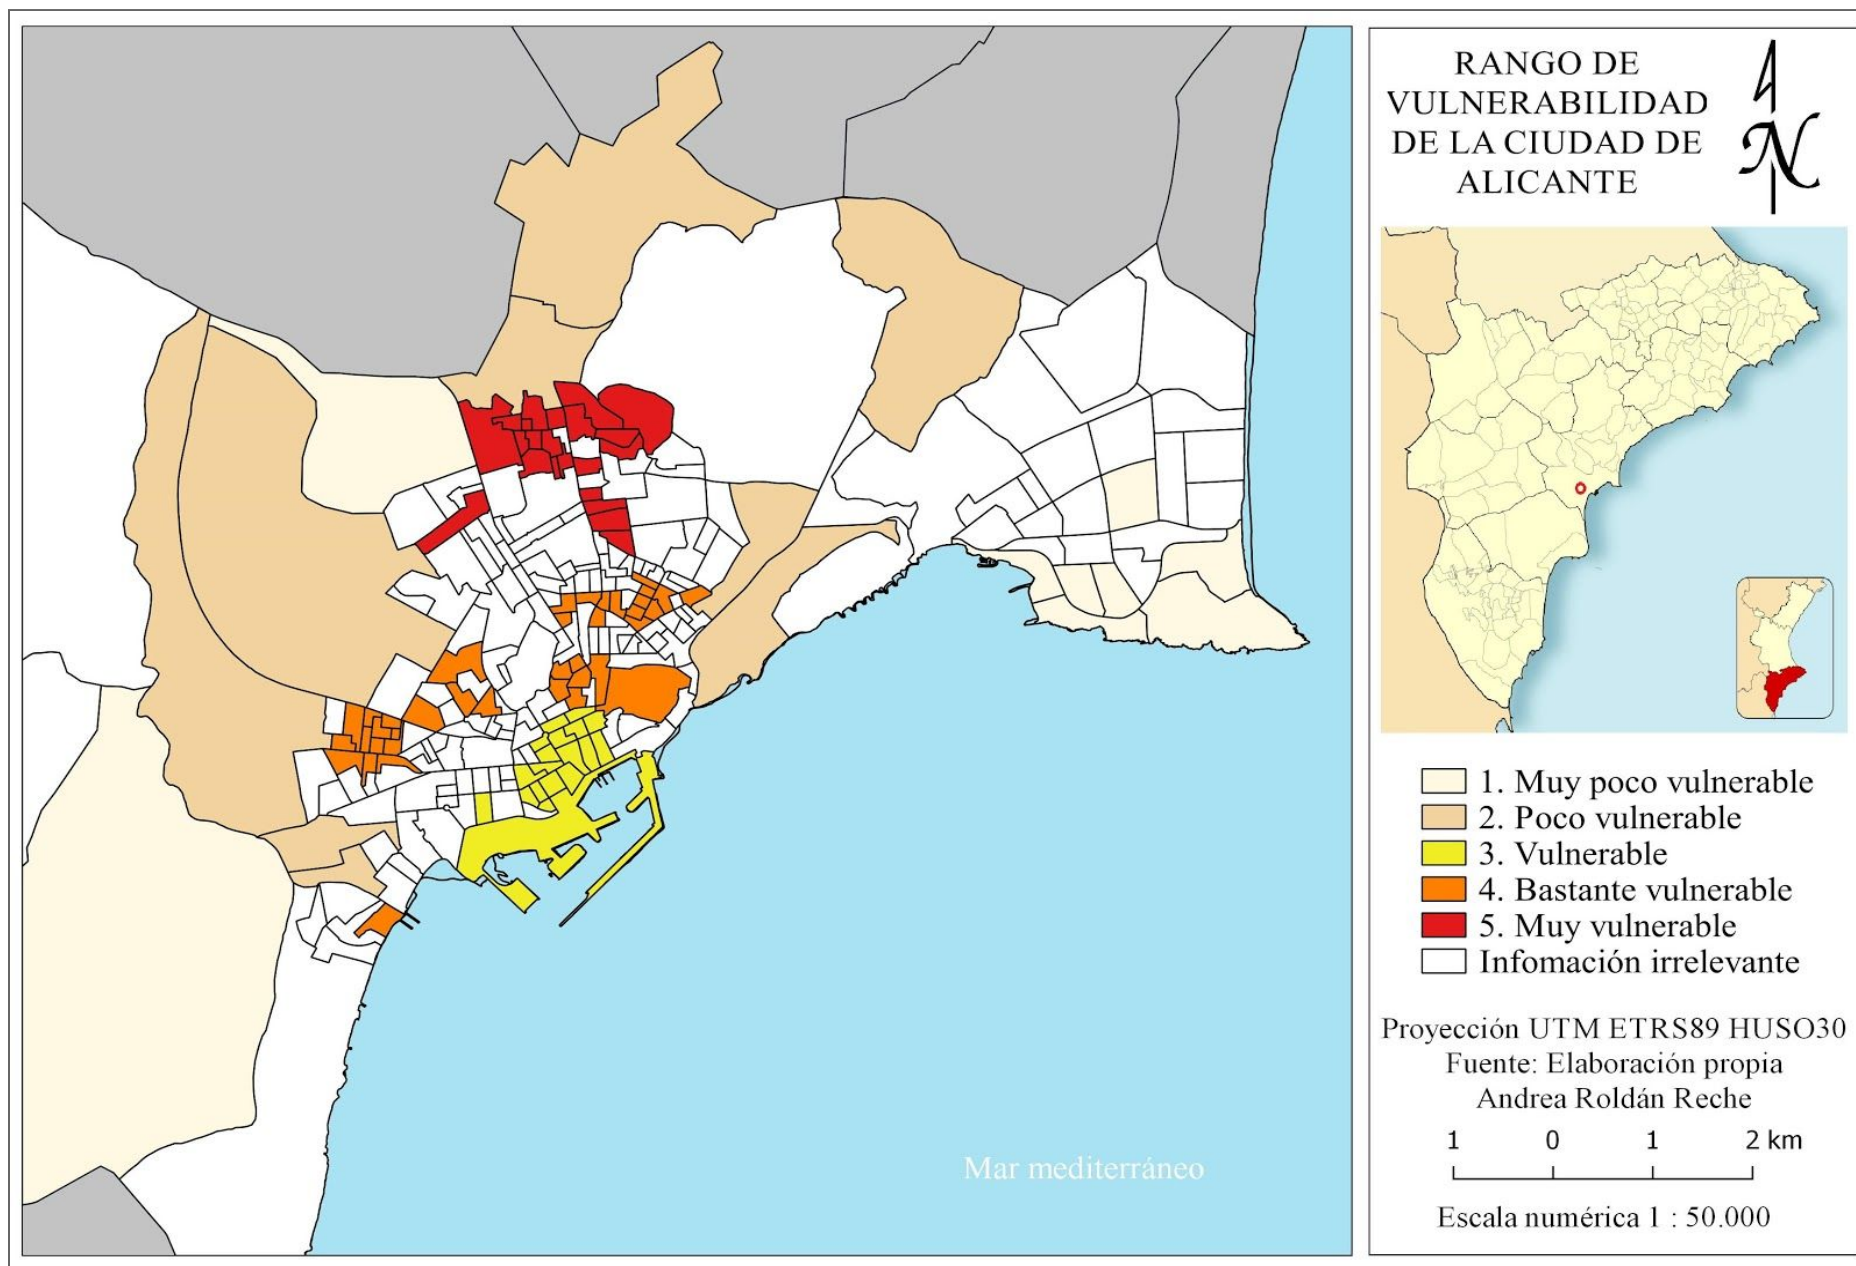 RANGO DE
VULNERABILIDAD
DE LA CIUDAD DE
ALICANTE
N
1. Muy poco vulnerable
2. Poco vulnerable
3. Vulnerable
4. Bastante vulnerable
5. Muy vulnerable
Infomación irrelevante
Proyección UTM ETRS89 HUSO30
Fuente: Elaboración propia
Andrea Roldán Reche
1 0 1 2 km
Escala numérica 1 : 50.000
Mar mediterráneo